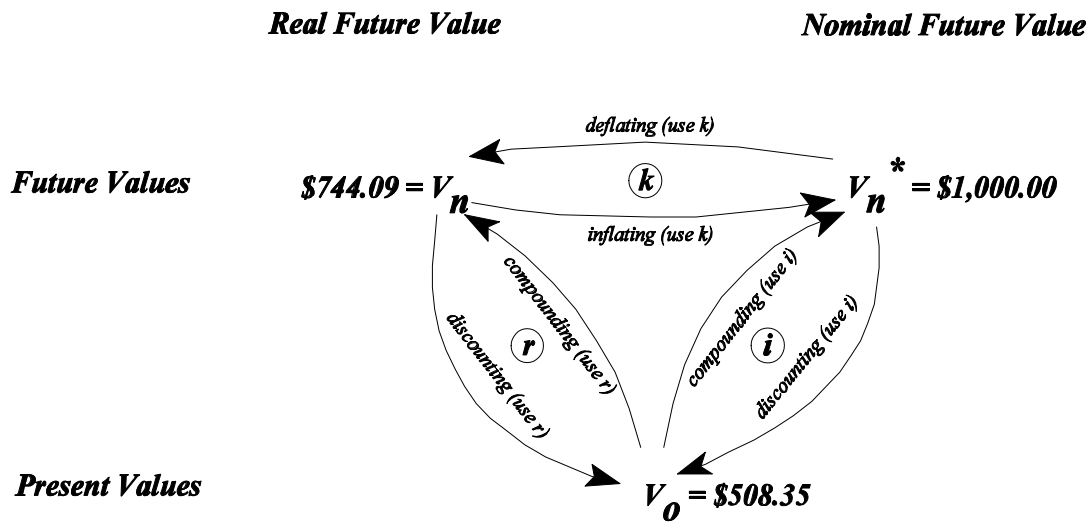 Real Future Value
Nominal Future Value
deflating (use k)
Future Values
$744.09 = Vn
k
Vn* = $1,000.00
inflating (use k)
compounding (use r)
compounding (use i)
discounting (use r)
r
i
discounting (use i)
Present Values
Vo = $508.35